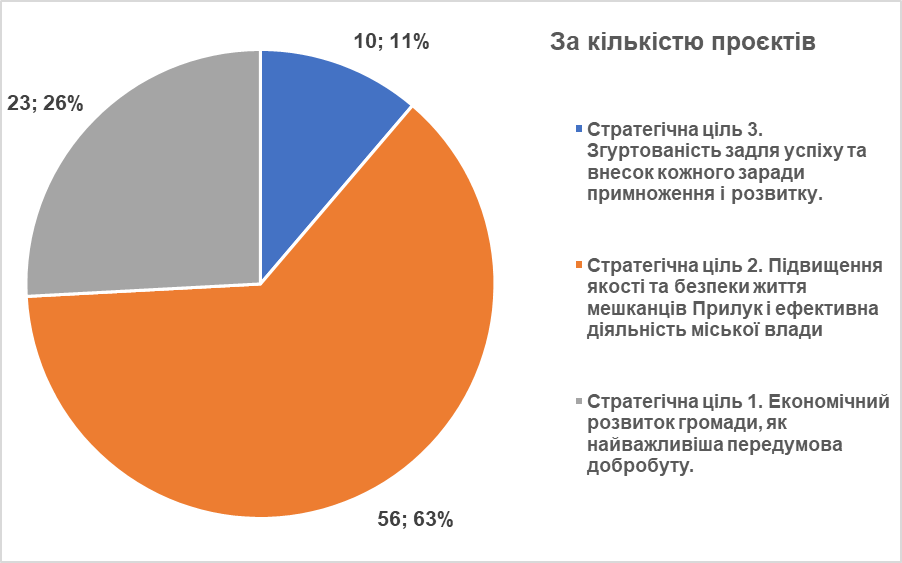 10; 11%
За кількістю проєктів
23; 26%
Стратегічна ціль 3.
Згуртованість задля успіху та
внесок кожного заради
примноження і розвитку.
Стратегічна ціль 2. Підвищення
якості та безпеки життя
мешканців Прилук і ефективна
діяльність міської влади
Стратегічна ціль 1. Економічний
розвиток громади, як
найважливіша передумова
добробуту.
56; 63%